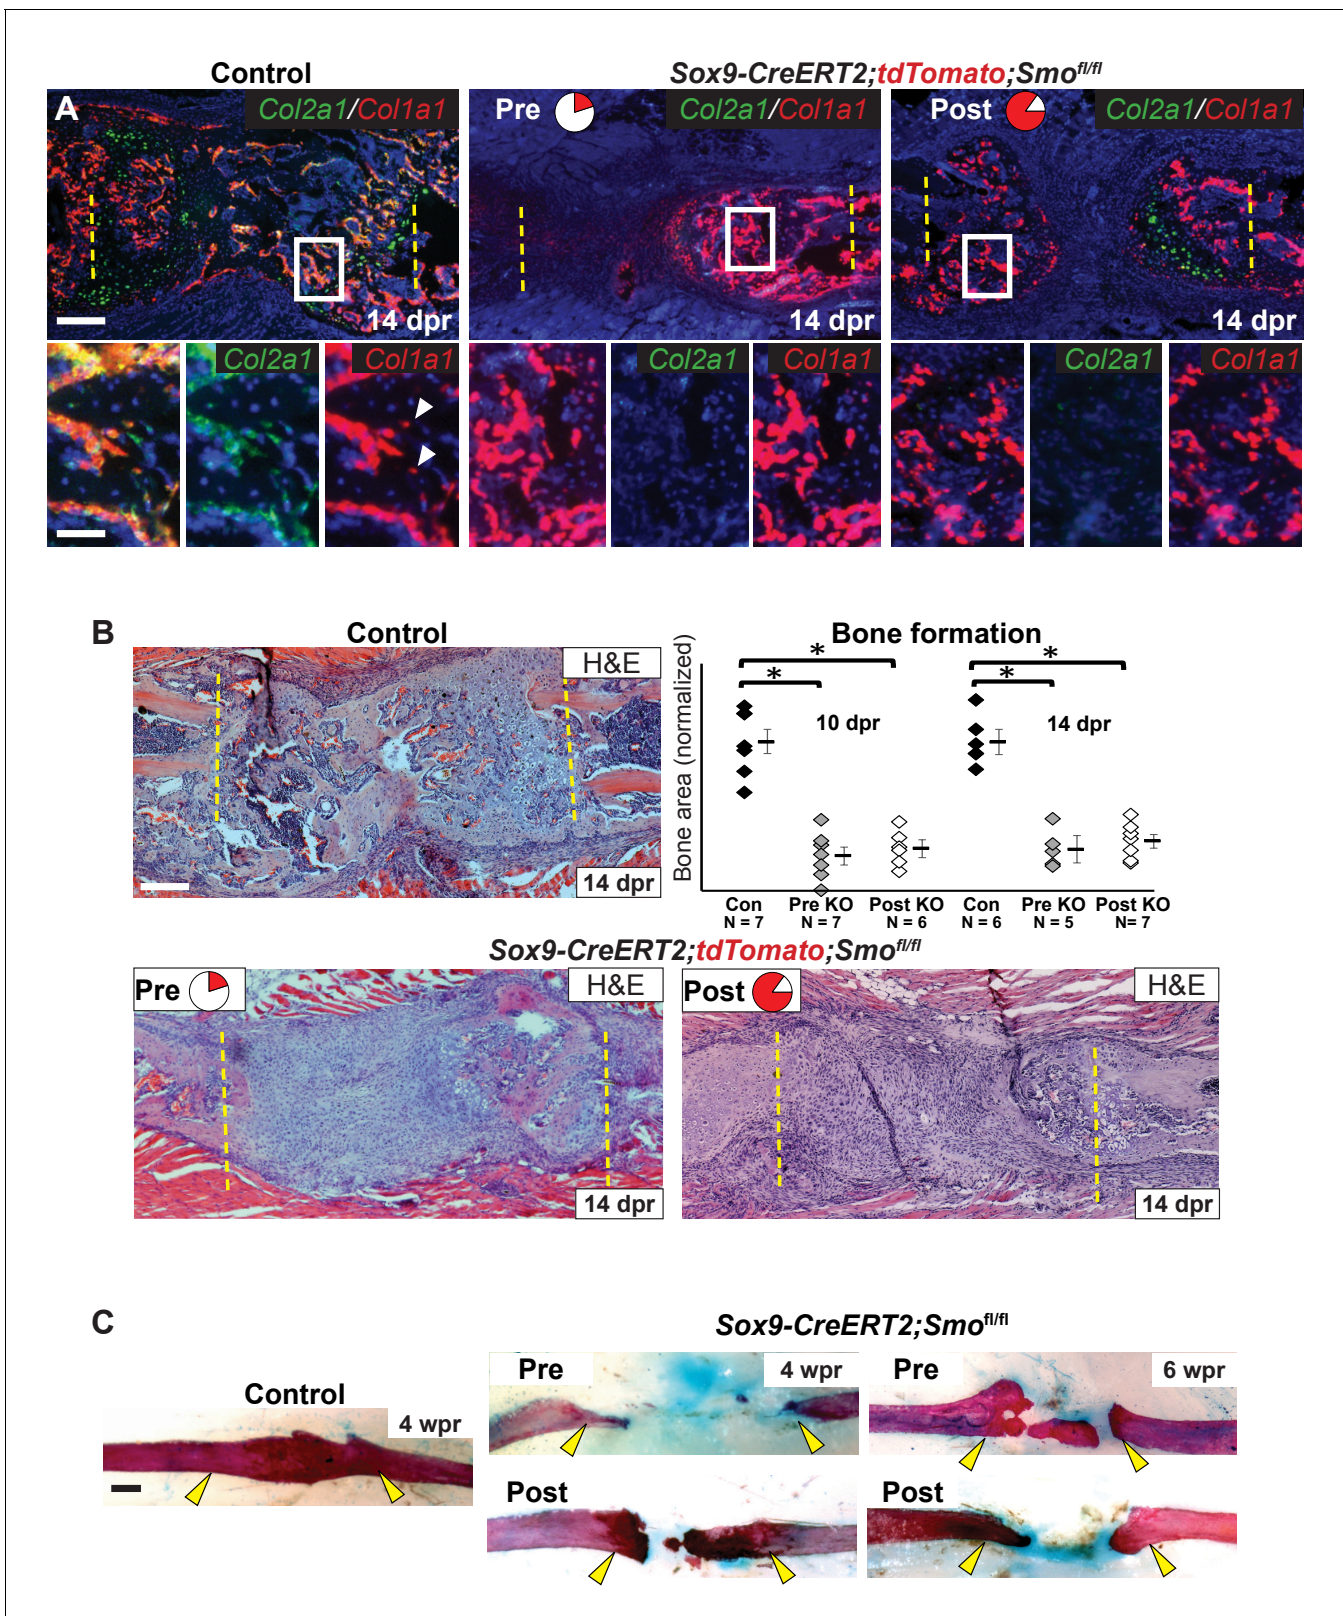 Control
Sox9-CreERT2;tdTomato;Smofl/fl
A
Col2a1/Col1a1
14 dpr
Pre
Col2a1/Col1a1
14 dpr
Post
Col2a1/Col1a1
14 dpr
Col2a1
Col1a1
Col2a1
Col1a1
Col2a1
Col1a1
B
Control
H&E
14 dpr
Bone formation
Bone area (normalized)
*
*
*
*
10 dpr
14 dpr
Con
Pre KO
Post KO
Con
Pre KO
Post KO
N = 7
N = 7
N = 6
N = 6
N = 5
N= 7
Sox9-CreERT2;tdTomato;Smofl/fl
Pre
H&E
14 dpr
Post
H&E
14 dpr
C
Sox9-CreERT2;Smofl/fl
Control
4 wpr
Pre
4 wpr
Pre
6 wpr
Post
Post